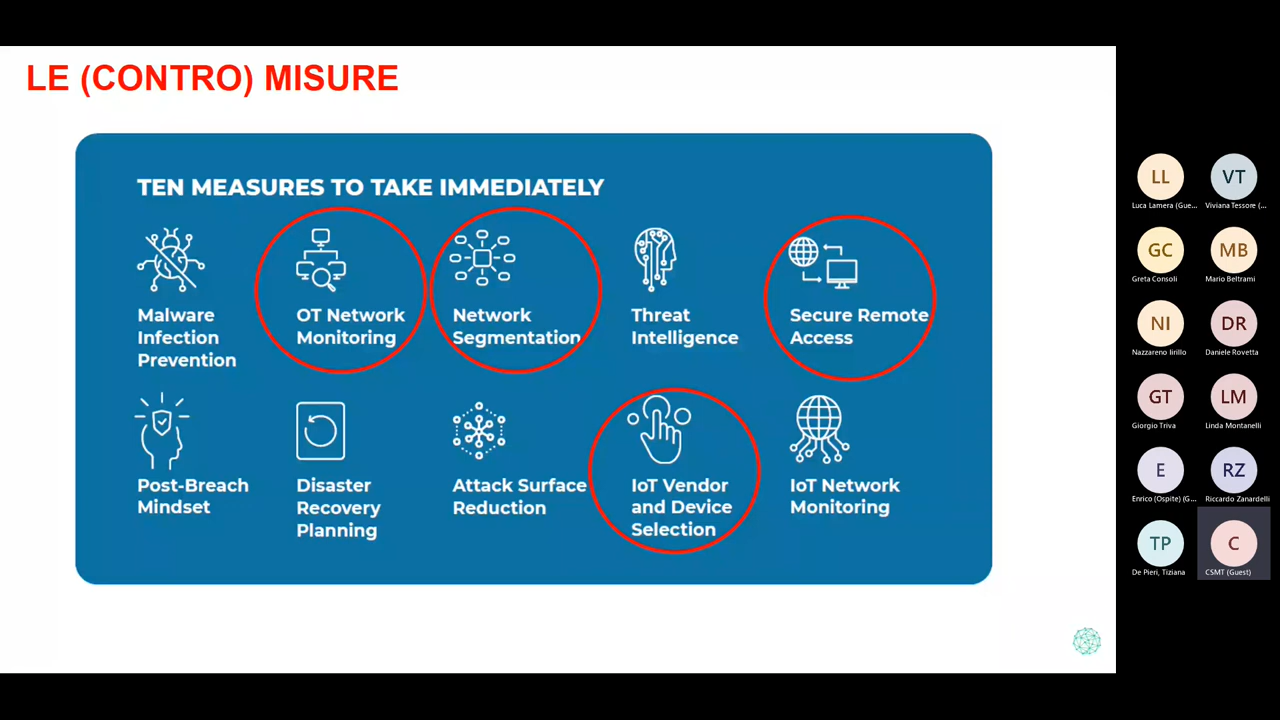 LE (CONTRO) MISURE
TEN MEASURES TO TAKE IMMEDIATELY
Malware
Infection
Prevention
OT Network
Monitoring
Network
Segmentation
Threat
Intelligence
Secure Remote
Access
Post-Breach
Mindset
Disaster
Recovery
Planning
Attack Surface
Reduction
IoT Vendor
and Device
Selection
IoT Network
Monitoring
LL
Luca Lamera (Gue...
VT
Viviana Tessore (...
GC
Greta Consoli
MB
Mario Beltrami
NI
Nazzareno Iirillo
DR
Daniele Rovetta
GT
Giorgio Triva
LM
Linda Montanelli
E
Enrico (Ospite) (G...
RZ
Riccardo Zanardelli
TP
De Pieri, Tiziana
C
CSMT (Guest)